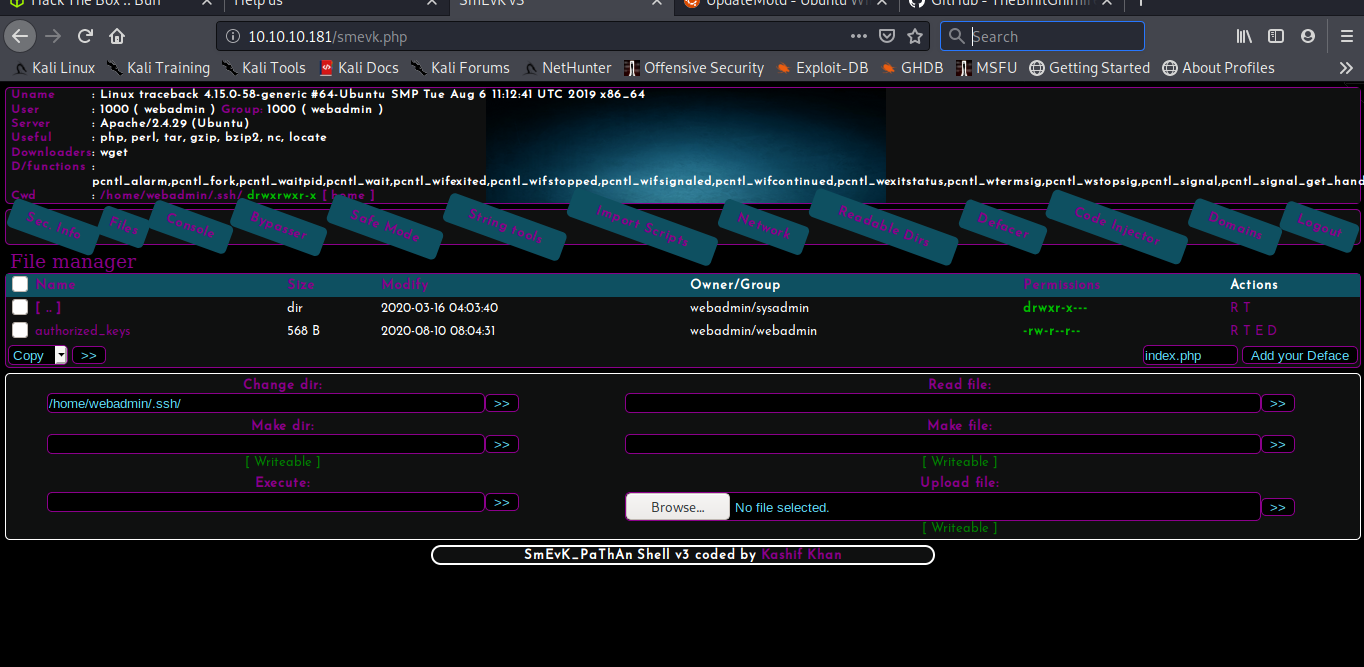 Hack The Box :: Bun
Help us
SmEvK v3
UpdateMotd - Ubuntu Wi
GitHub - TheBinitGhimir
10.10.10.181/smevk.php
Search
Kali Linux
Kali Training
Kali Tools
Kali Docs
Kali Forums
NetHunter
Offensive Security
Exploit-DB
GHDB
MSFU
Getting Started
About Profiles
Uname : Linux traceback 4.15.0-58-generic #64-Ubuntu SMP Tue Aug 6 11:12:41 UTC 2019 x86_64
User : 1000 ( webadmin ) Group: 1000 ( webadmin )
Server : Apache/2.4.29 (Ubuntu)
Useful : php, perl, tar, gzip, bzip2, nc, locate
Downloaders : wget
D/functions :
pcntl_alarm,pcntl_fork,pcntl_waitpid,pcntl_wait,pcntl_wifexited,pcntl_wifstopped,pcntl_wifsignaled,pcntl_wifcontinued,pcntl_wexitstatus,pcntl_wtermsig,pcntl_wstopsig,pcntl_signal,pcntl_signal_get_hand
Cwd : /home/webadmin/.ssh/ drwxrwxr-x [ home ]
Sec. Info
Files
Console
Bypasser
Safe Mode
String tools
Import Scripts
Network
Readable Dirs
Defacer
Code Injector
Domains
Logout
File manager
Name Size Modify Owner/Group Permissions Actions
[ .. ] dir 2020-03-16 04:03:40 webadmin/sysadmin drwxr-x--- R T
authorized_keys 568 B 2020-08-10 08:04:31 webadmin/webadmin -rw-r--r-- R T E D
Copy >>
index.php Add your Deface
Change dir:
/home/webadmin/.ssh/ >>
Read file:
>>
Make dir:
>>
[ Writeable ]
Make file:
>>
[ Writeable ]
Execute:
>>
Upload file:
Browse... No file selected. >>
[ Writeable ]
SmEvK_PaThAn Shell v3 coded by Kashif Khan